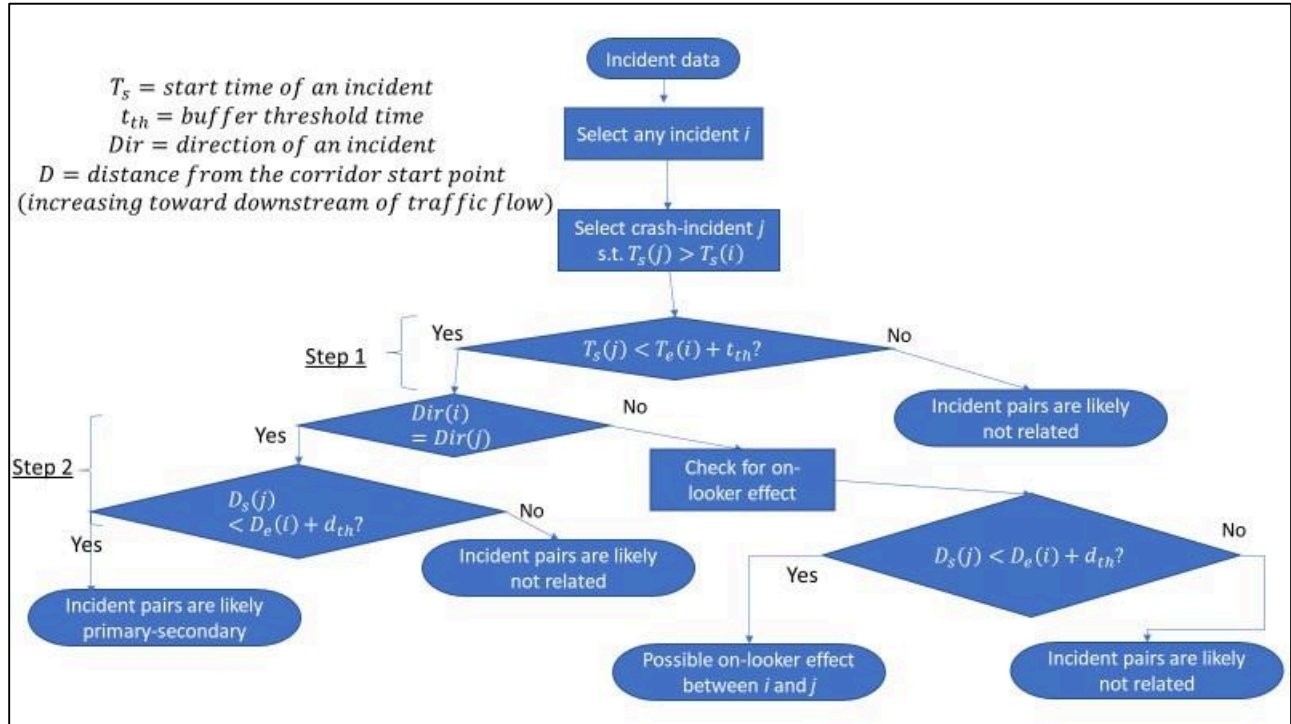 Incident data
T_s = start time of an incident
t_th = buffer threshold time
Dir = direction of an incident
D = distance from the corridor start point
(increasing toward downstream of traffic flow)
Select any incident i
Select crash-incident j
s.t. T_s(j) > T_s(i)
Yes
No
Step 1
T_s(j) < T_e(i) + t_th?
Incident pairs are likely
not related
Dir(i)
= Dir(j)
Yes
No
Step 2
Check for on-
looker effect
D_s(j)
< D_e(i) + d_th?
Yes
No
Incident pairs are likely
not related
Incident pairs are likely
primary-secondary
D_s(j) < D_e(i) + d_th?
Yes
No
Possible on-looker effect
between i and j
Incident pairs are likely
not related